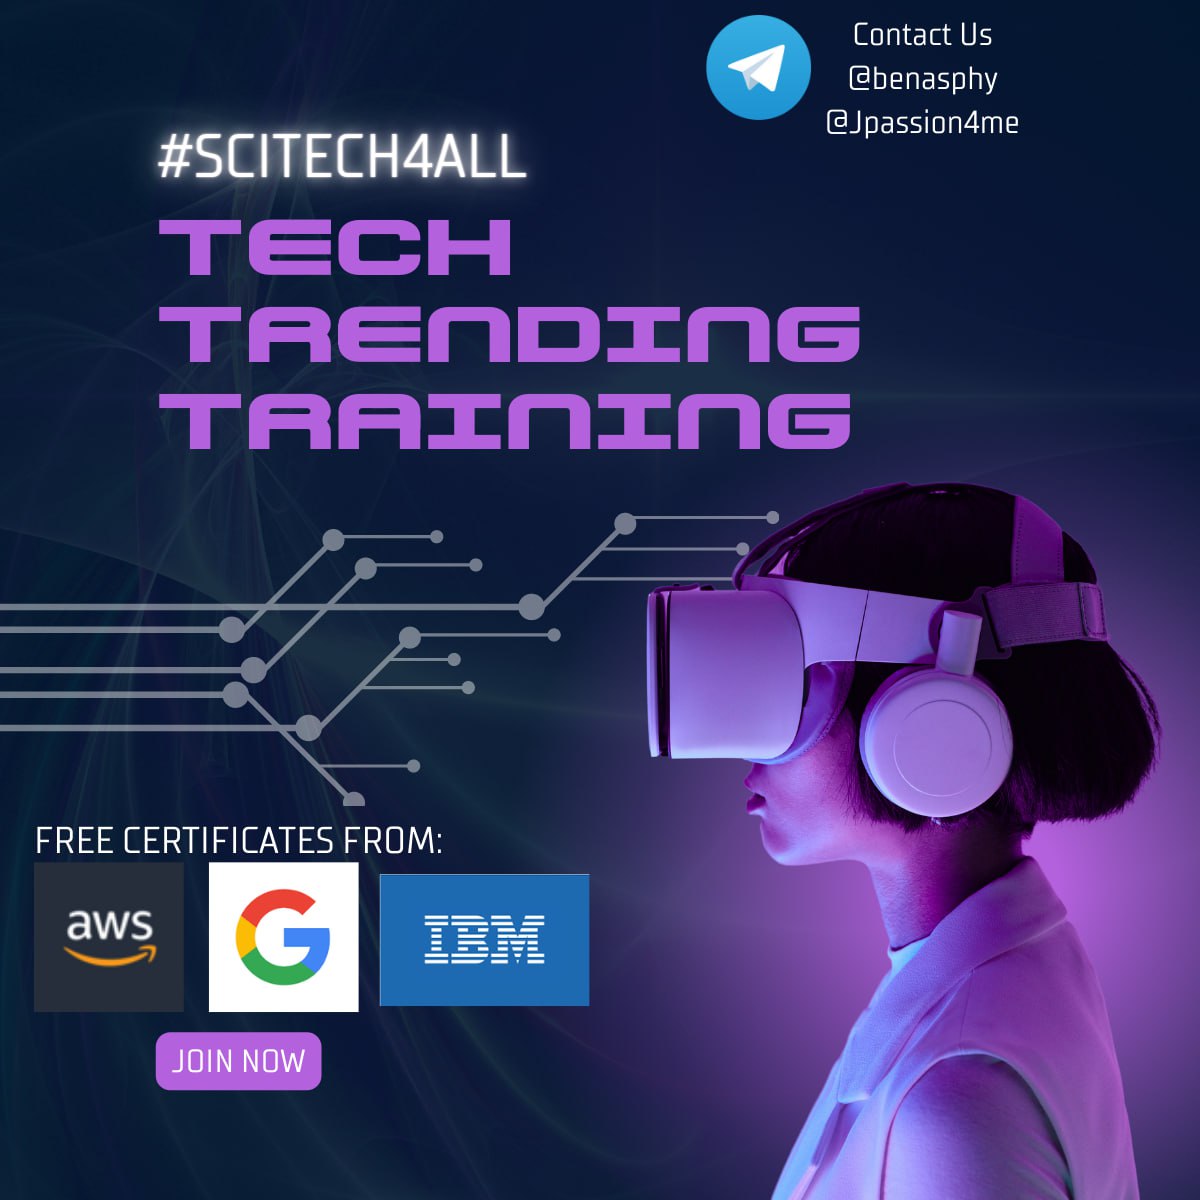 Contact Us
@benasphy
@Jpassion4me
#SCITECH4ALL
TECH
TRENDING
TRAINING
FREE CERTIFICATES FROM:
aws
G
IBM
JOIN NOW